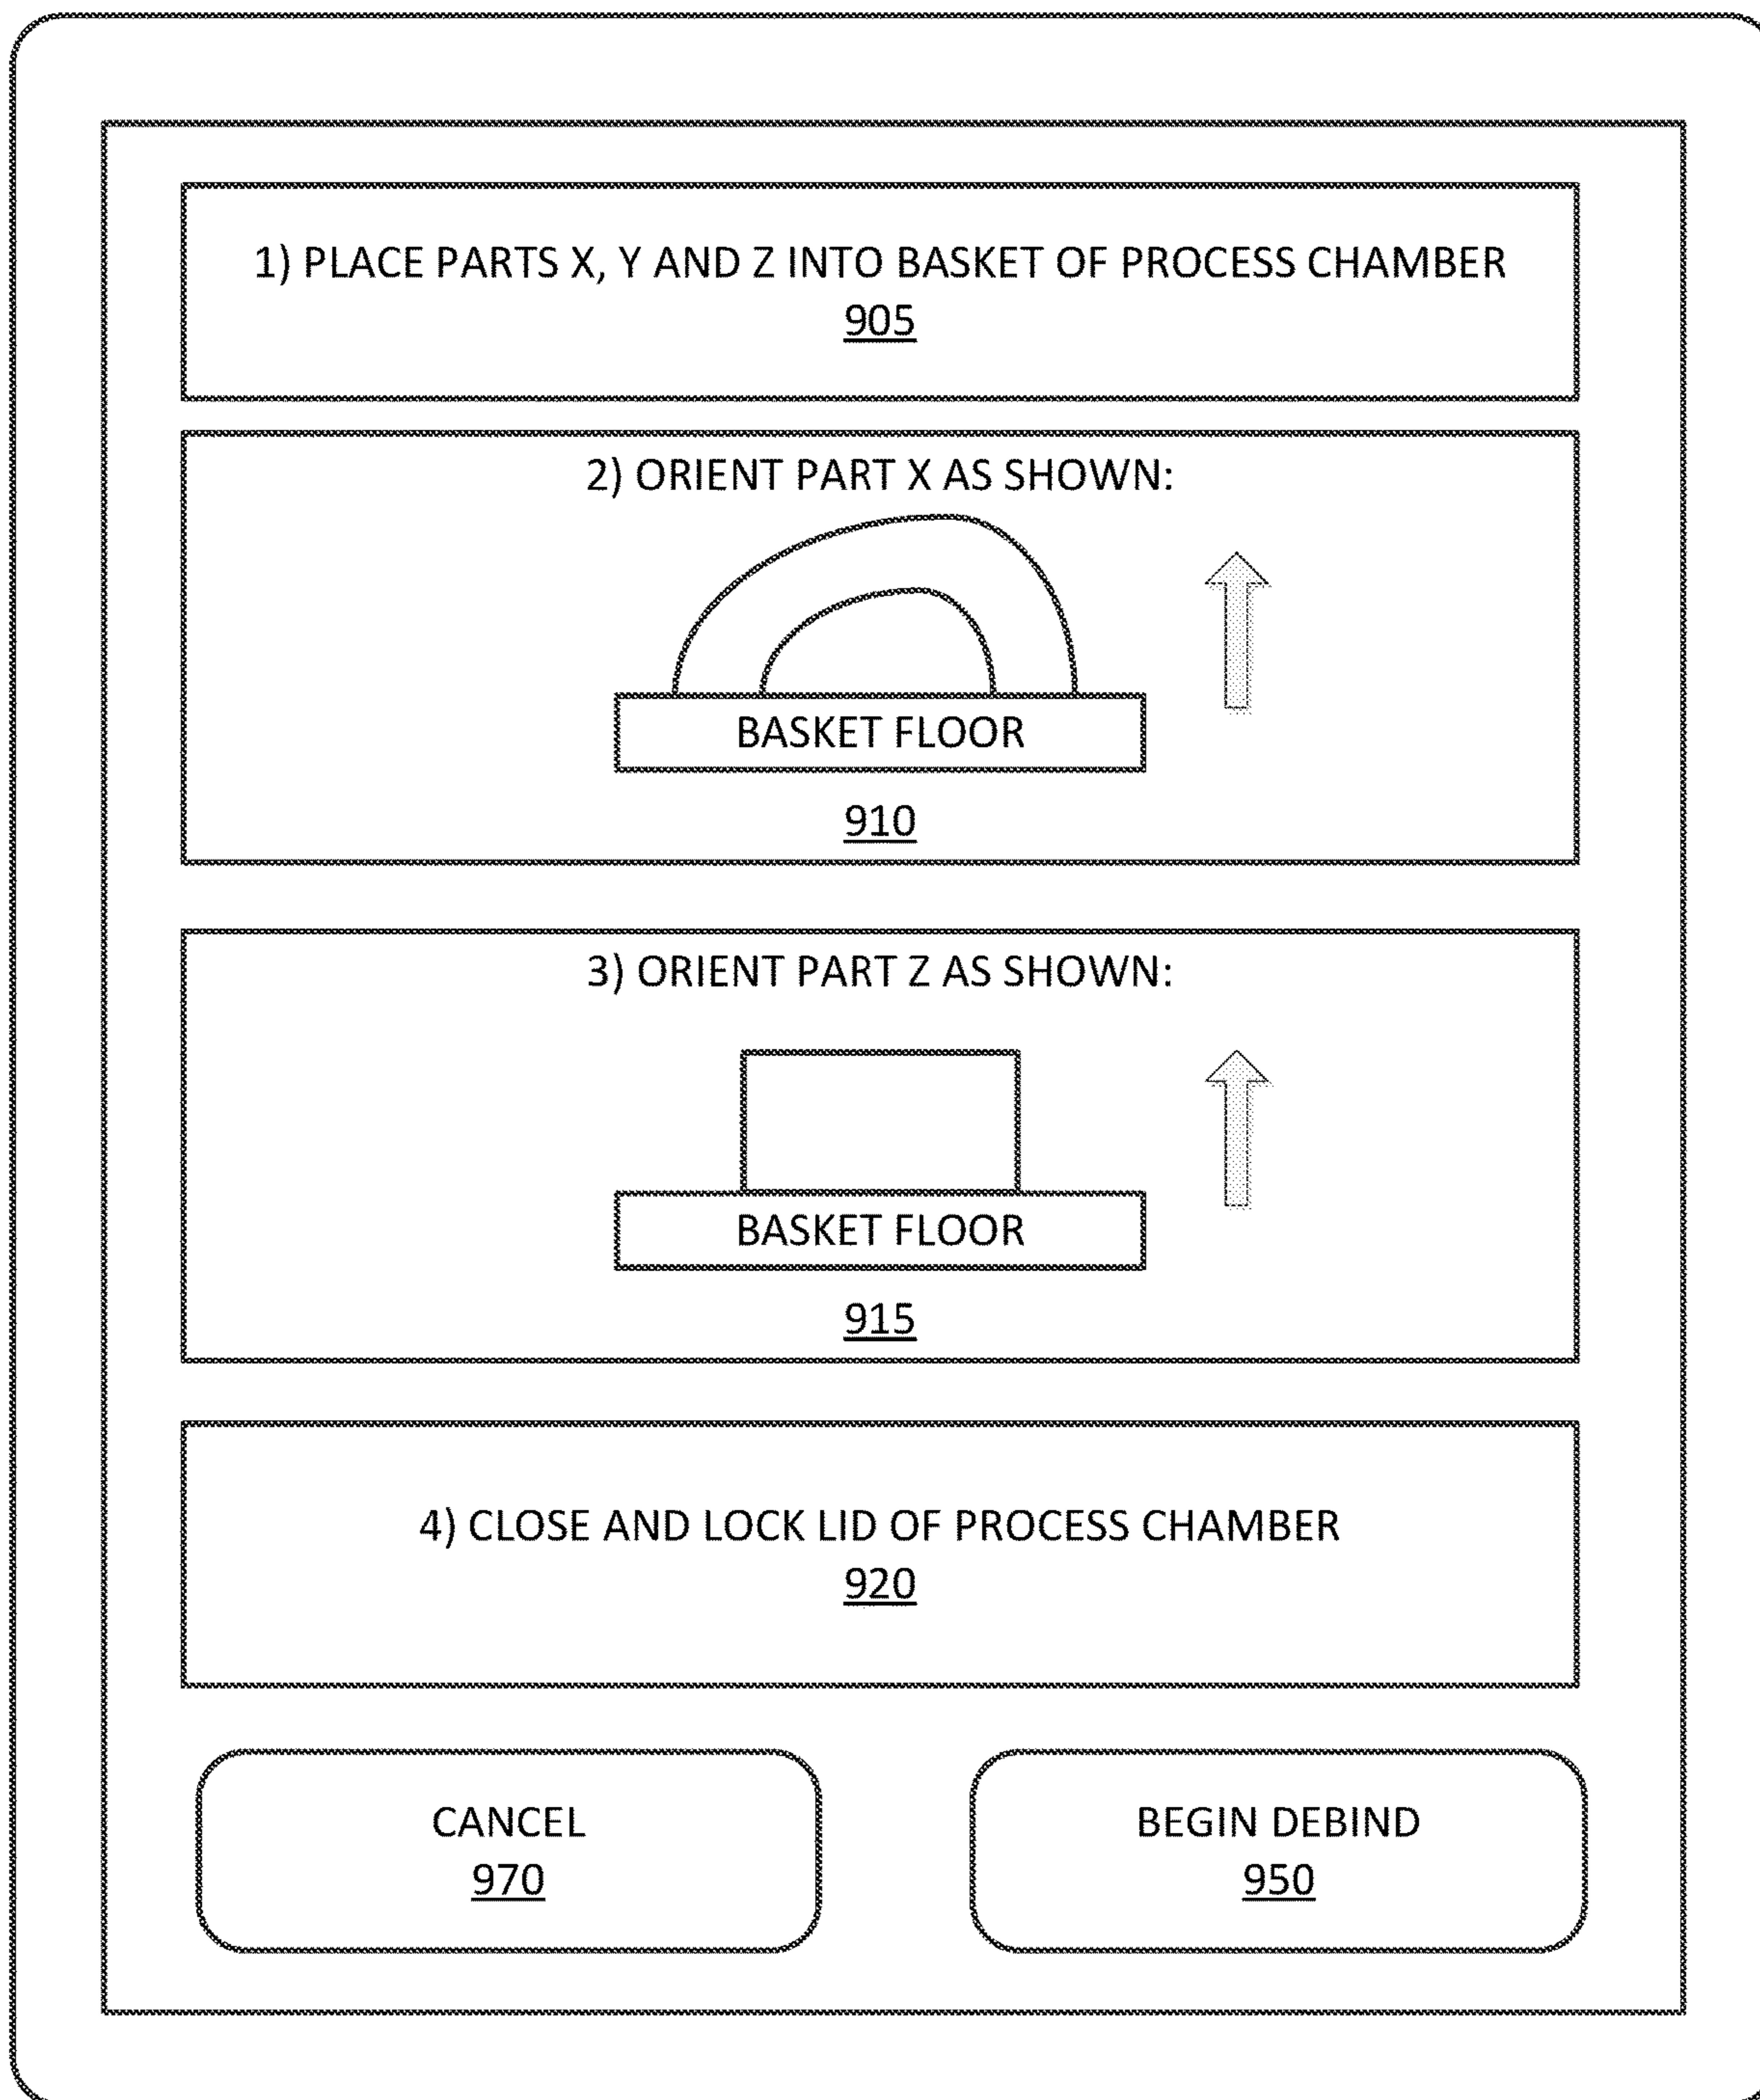 1) PLACE PARTS X, Y AND Z INTO BASKET OF PROCESS CHAMBER
905
2) ORIENT PART X AS SHOWN:
BASKET FLOOR
910
3) ORIENT PART Z AS SHOWN:
BASKET FLOOR
915
4) CLOSE AND LOCK LID OF PROCESS CHAMBER
920
CANCEL
970
BEGIN DEBIND
950